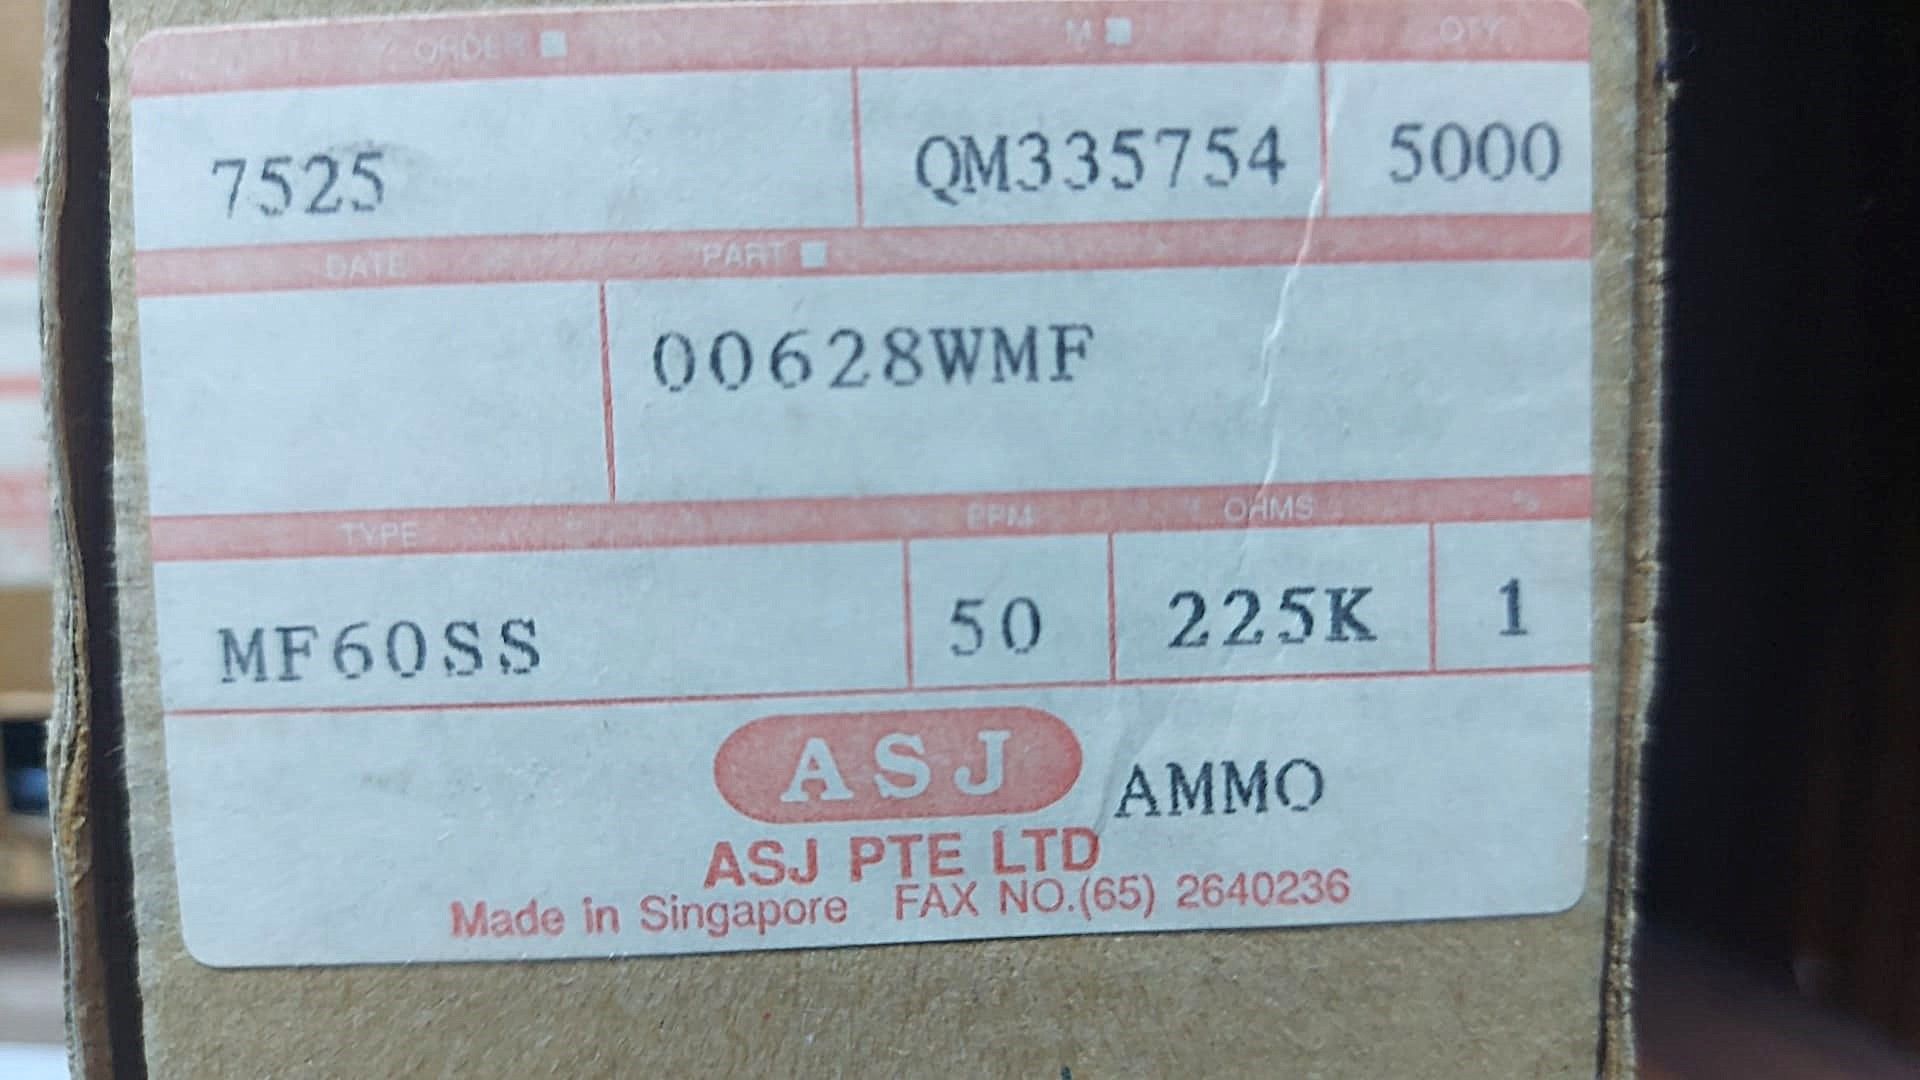 ORDER M QTY
7525 QM335754 5000
DATE PART
00628WMF
TYPE PPM OHMS %
MF60SS 50 225K 1
ASJ AMMO
ASJ PTE LTD
Made in Singapore FAX NO.(65) 2640236